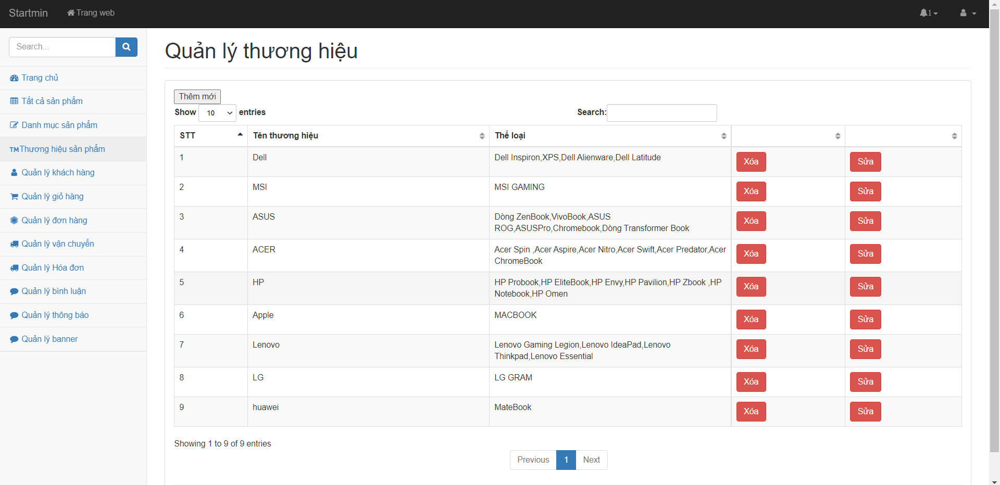 Startmin
Trang web
1
Search...
Quản lý thương hiệu
Trang chủ
Tất cả sản phẩm
Danh mục sản phẩm
TMThương hiệu sản phẩm
Quản lý khách hàng
Quản lý giỏ hàng
Quản lý đơn hàng
Quản lý vận chuyển
Quản lý Hóa đơn
Quản lý bình luận
Quản lý thông báo
Quản lý banner
Thêm mới
Show 10 entries
Search:
STT Tên thương hiệu Thể loại
1 Dell Dell Inspiron,XPS,Dell Alienware,Dell Latitude Xóa Sửa
2 MSI MSI GAMING Xóa Sửa
3 ASUS Dòng ZenBook,VivoBook,ASUS
ROG,ASUSPro,Chromebook,Dòng Transformer Book Xóa Sửa
4 ACER Acer Spin ,Acer Aspire,Acer Nitro,Acer Swift,Acer Predator,Acer
ChromeBook Xóa Sửa
5 HP HP Probook,HP EliteBook,HP Envy,HP Pavilion,HP Zbook ,HP
Notebook,HP Omen Xóa Sửa
6 Apple MACBOOK Xóa Sửa
7 Lenovo Lenovo Gaming Legion,Lenovo IdeaPad,Lenovo
Thinkpad,Lenovo Essential Xóa Sửa
8 LG LG GRAM Xóa Sửa
9 huawei MateBook Xóa Sửa
Showing 1 to 9 of 9 entries
Previous 1 Next